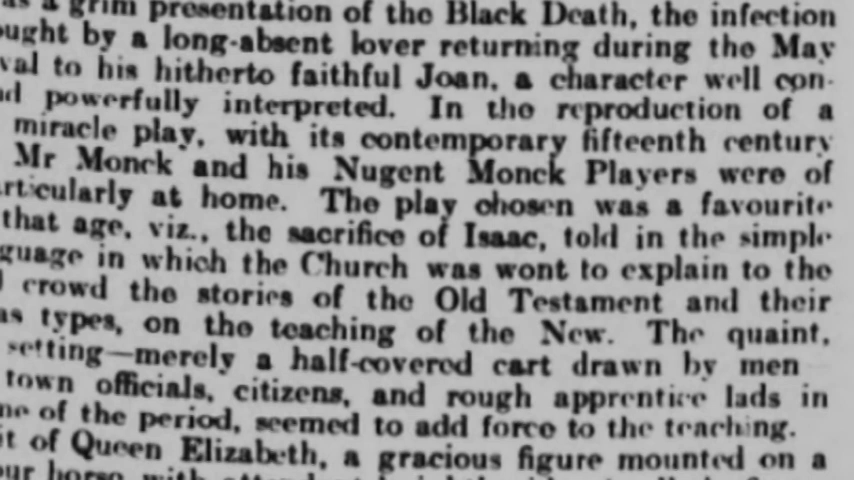 as a grim presentation of the Black Death, the infection
ought by a long-absent lover returning during the May
val to his hitherto faithful Joan, a character well con-
nd powerfully interpreted. In the reproduction of a
miracle play, with its contemporary fifteenth century
Mr Monck and his Nugent Monck Players were of
rticularly at home. The play chosen was a favourite
that age, viz., the sacrifice of Isaac, told in the simple
guage in which the Church was wont to explain to the
crowd the stories of the Old Testament and their
as types, on the teaching of the New. The quaint,
setting—merely a half-covered cart drawn by men
town officials, citizens, and rough apprentice lads in
ne of the period, seemed to add force to the teaching.
it of Queen Elizabeth, a gracious figure mounted on a
our horse with